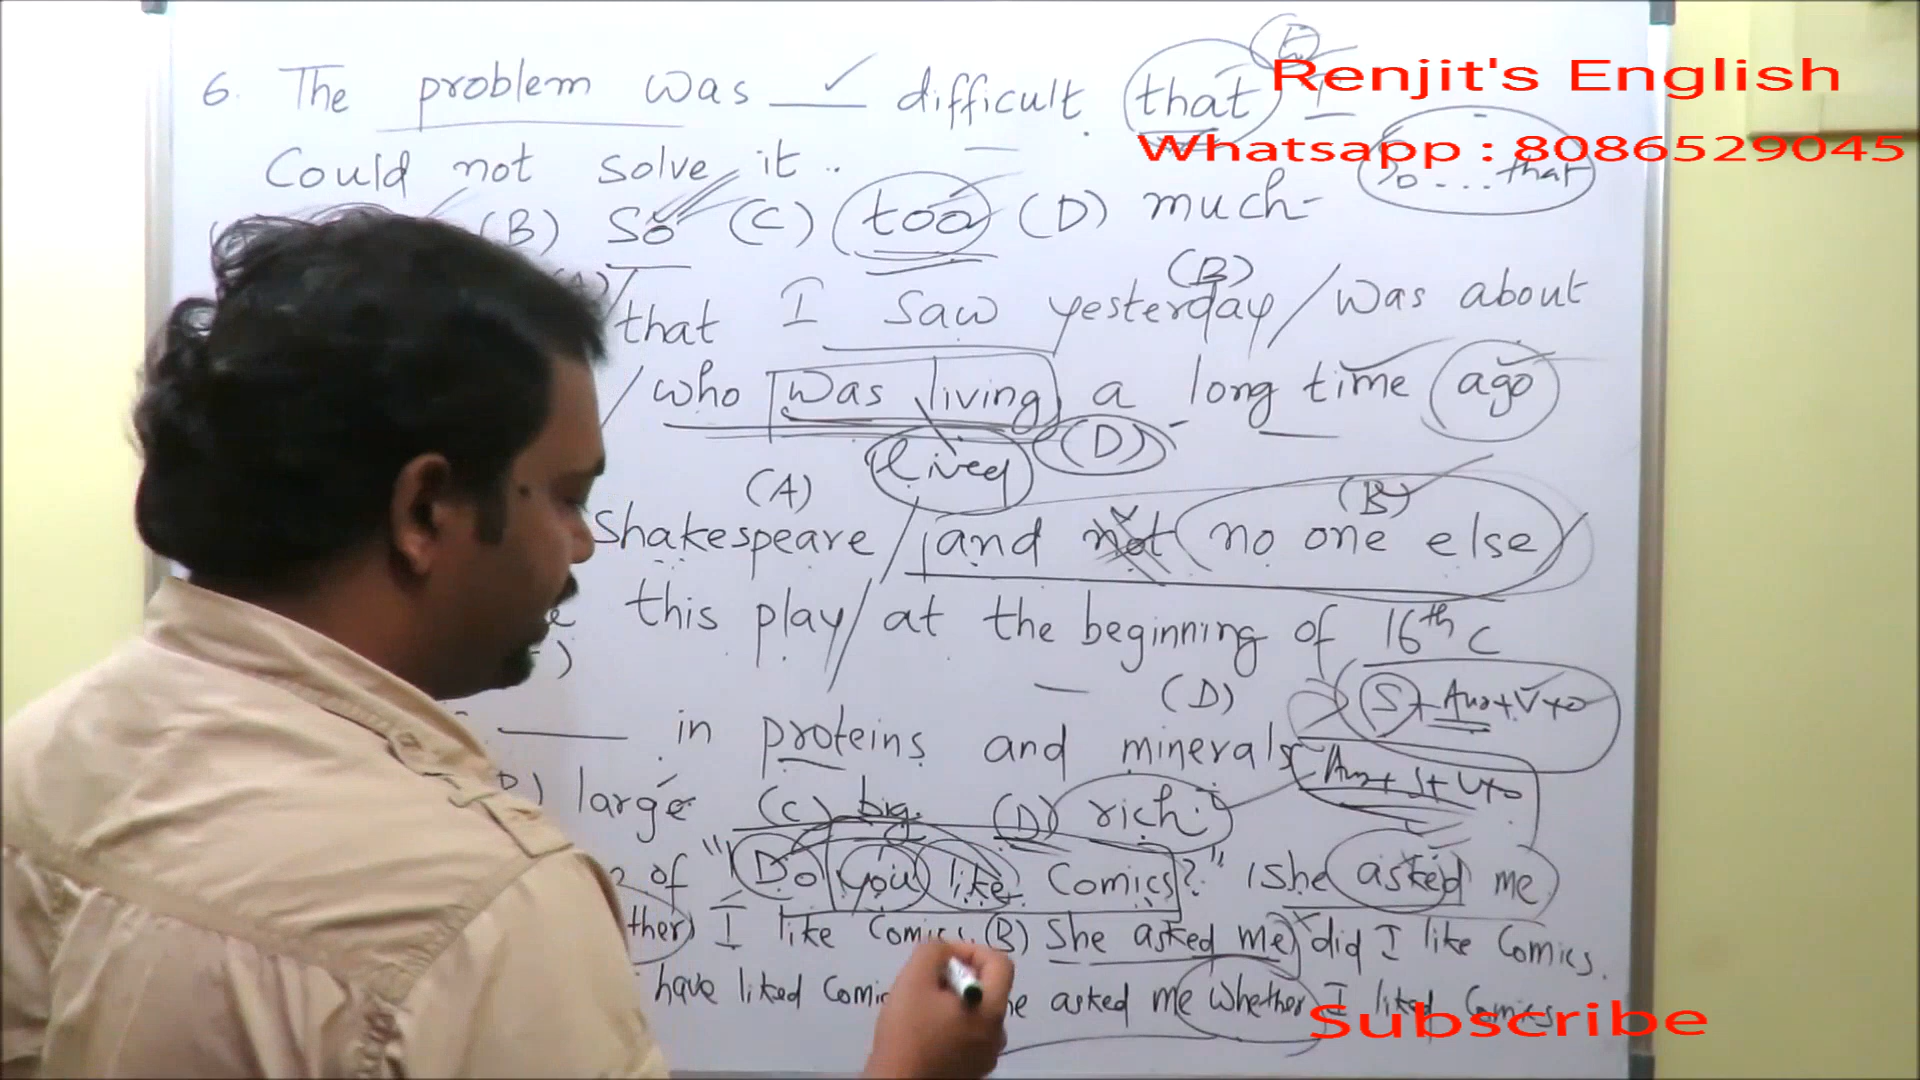 Renjit's English
Whatsapp : 8086529045
6. The problem was ___ difficult that I
to
Could not solve it..
so ... that
(B) so (C) too (D) much
(A) (B)
that I saw yesterday / was about
/ who was living a long time ago
lived (D)
(A) (B)
Shakespeare / and not no one else
this play / at the beginning of 16th C
(D) S + Aux + V + O
___ in proteins and minerals
Aux + S + V + O
large (C) big (D) rich
of "Do you like Comics?" She asked me
I like Comics. (B) She asked me did I like Comics.
have liked asked me whether I liked Comics
Subscribe